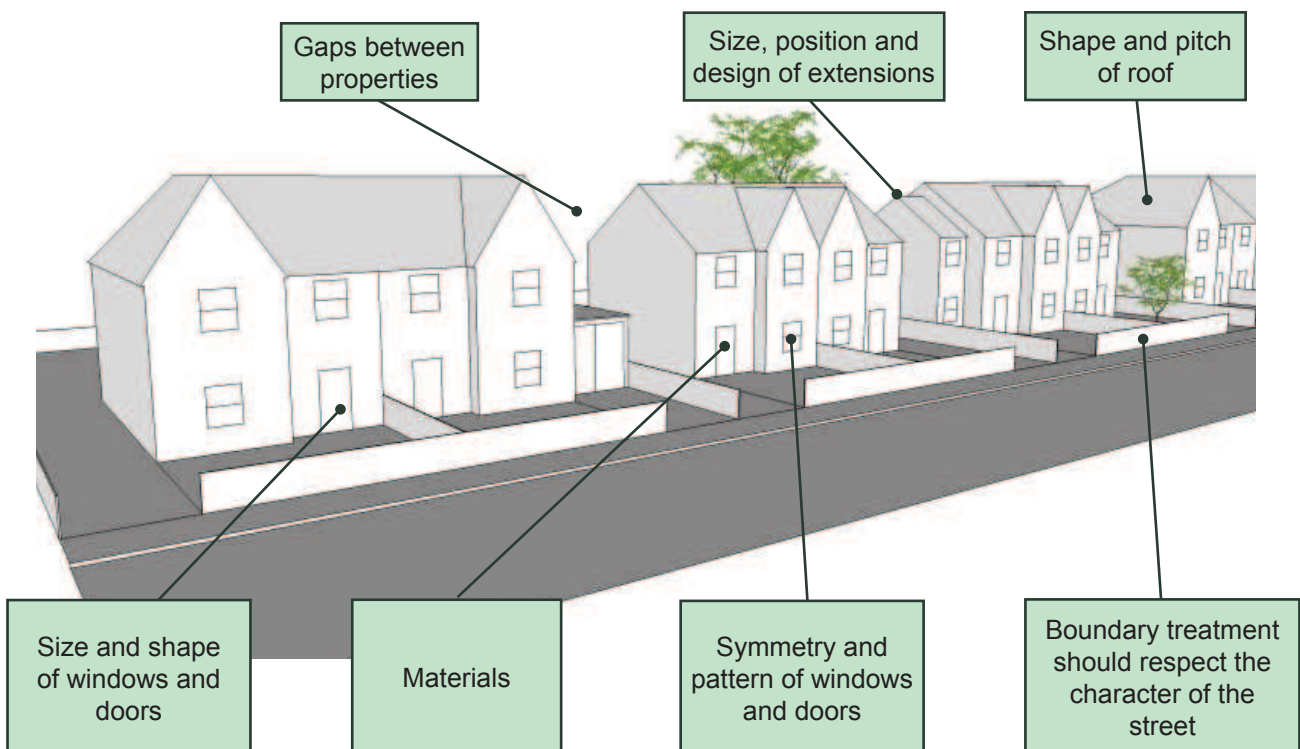 Gaps between
properties
Size, position and
design of extensions
Shape and pitch
of roof
Size and shape
of windows and
doors
Materials
Symmetry and
pattern of windows
and doors
Boundary treatment
should respect the
character of the
street